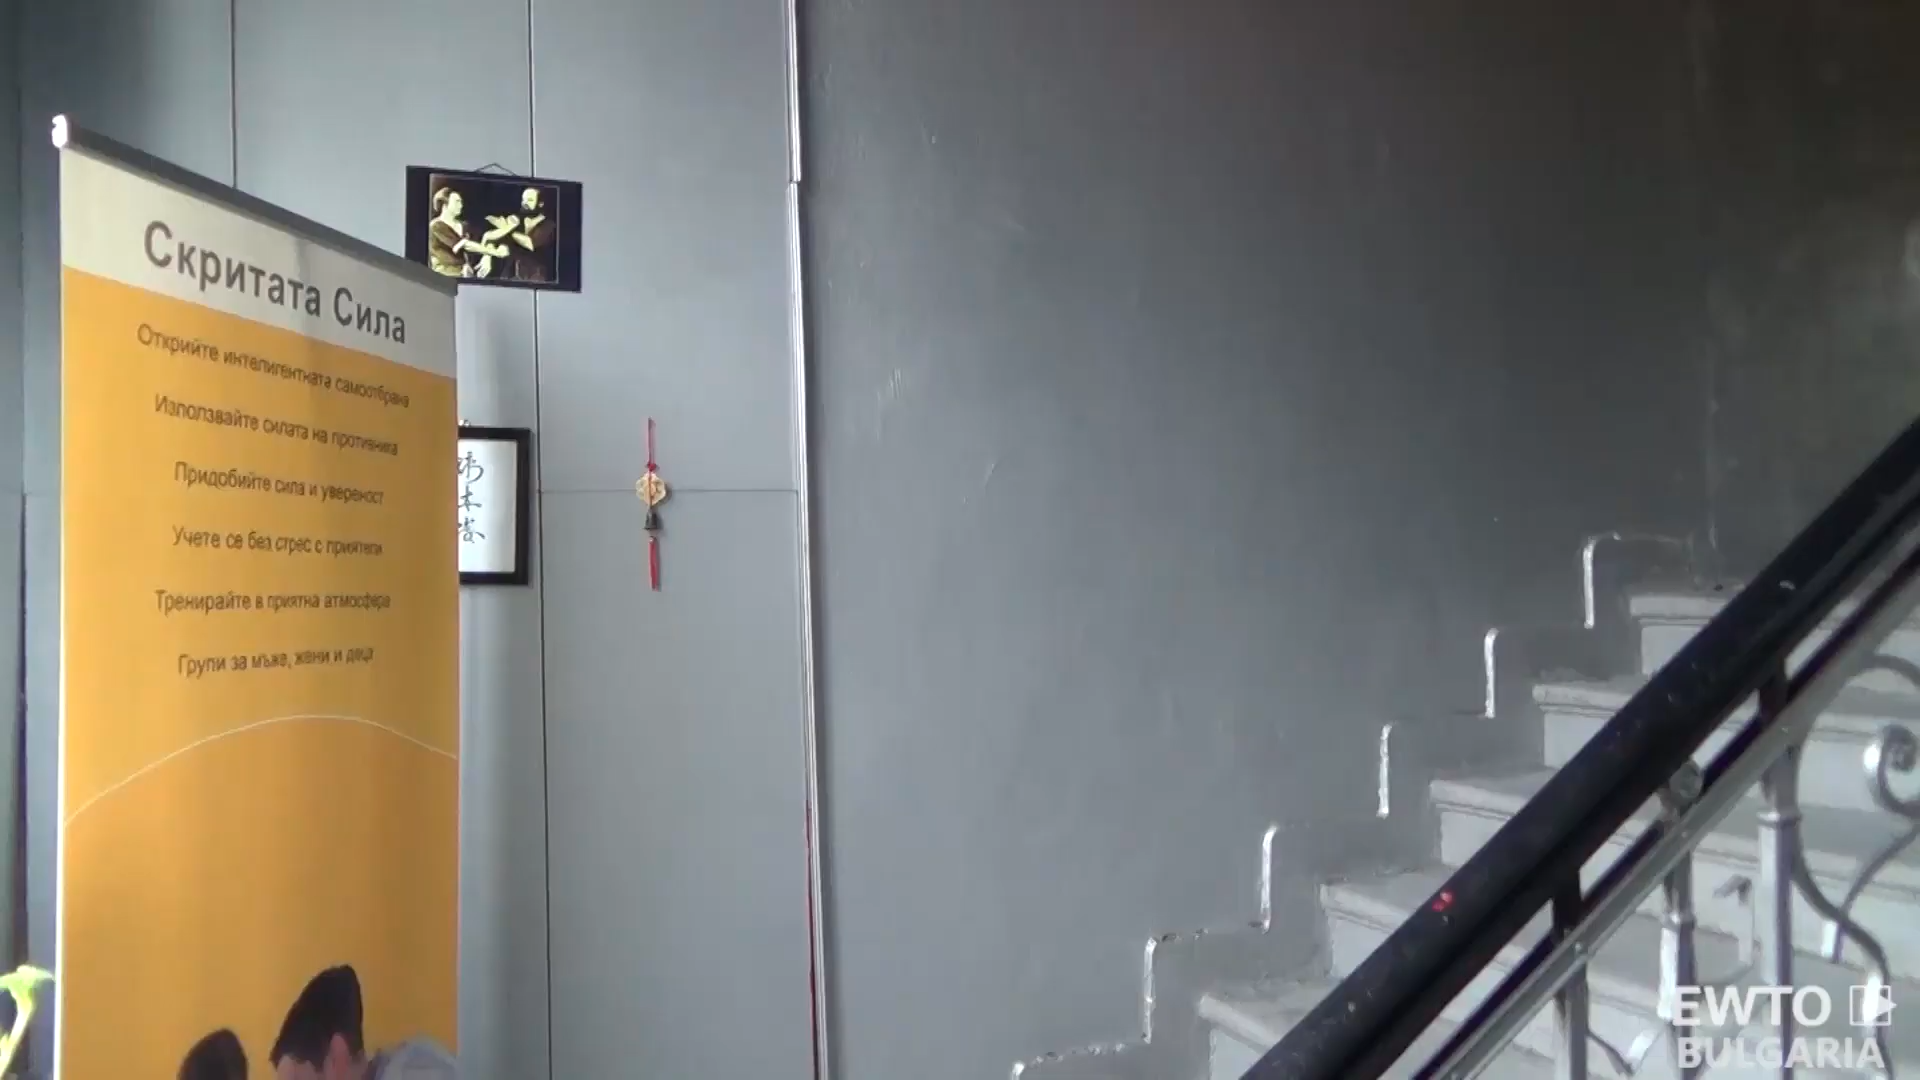 Скритата Сила
Открийте интелигентната самоотбрана
Използвайте силата на противника
Придобийте сила и увереност
Учете се без стрес с приятели
Тренирайте в приятна атмосфера
Групи за мъже, жени и деца
EWTO
BULGARIA